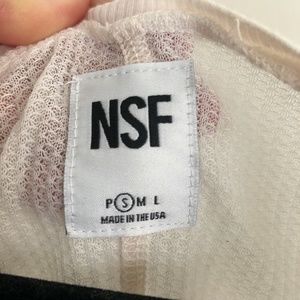 NSF
P S M L
MADE IN THE USA